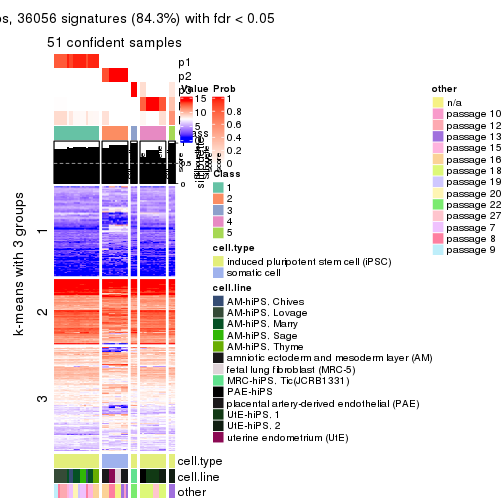 os, 36056 signatures (84.3%) with fdr < 0.05
51 confident samples
p1
p2
Value
15
10
5
0
Prob
1
0.8
0.6
0.4
0.2
0
0.5
0
Class
1
2
3
4
5
cell.type
induced pluripotent stem cell (iPSC)
somatic cell
cell.line
AM-hiPS. Chives
AM-hiPS. Lovage
AM-hiPS. Marry
AM-hiPS. Sage
AM-hiPS. Thyme
amniotic ectoderm and mesoderm layer (AM)
fetal lung fibroblast (MRC-5)
MRC-hiPS. Tic(JCRB1331)
PAE-hiPS
placental artery-derived endothelial (PAE)
UtE-hiPS. 1
UtE-hiPS. 2
uterine endometrium (UtE)
other
n/a
passage 10
passage 12
passage 13
passage 15
passage 16
passage 18
passage 19
passage 20
passage 22
passage 27
passage 7
passage 8
passage 9
k-means with 3 groups
1
2
3
cell.type
cell.line
other